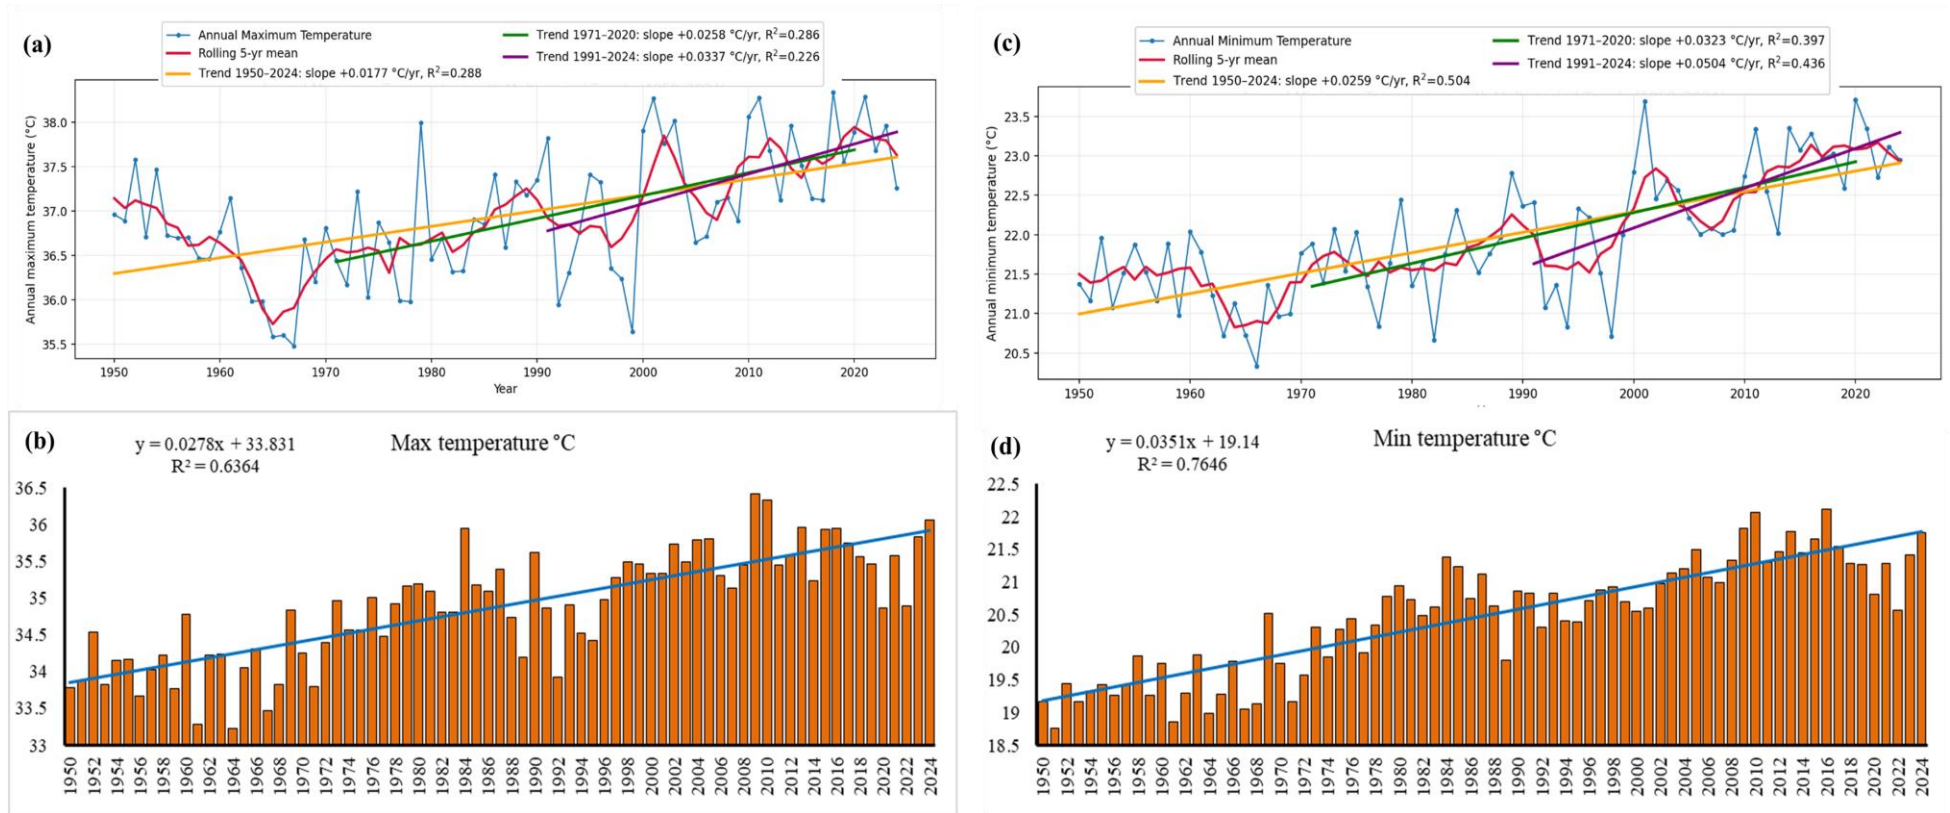 (a)
Annual Maximum Temperature
Rolling 5-yr mean
Trend 1950–2024: slope +0.0177 °C/yr, R²=0.288
Trend 1971–2020: slope +0.0258 °C/yr, R²=0.286
Trend 1991–2024: slope +0.0337 °C/yr, R²=0.226
Annual maximum temperature (°C)
38.0
37.5
37.0
36.5
36.0
35.5
1950 1960 1970 1980 1990 2000 2010 2020
Year
(c)
Annual Minimum Temperature
Rolling 5-yr mean
Trend 1950–2024: slope +0.0259 °C/yr, R²=0.504
Trend 1971–2020: slope +0.0323 °C/yr, R²=0.397
Trend 1991–2024: slope +0.0504 °C/yr, R²=0.436
Annual minimum temperature (°C)
23.5
23.0
22.5
22.0
21.5
21.0
20.5
1950 1960 1970 1980 1990 2000 2010 2020
(b)
y = 0.0278x + 33.831
R² = 0.6364
Max temperature °C
36.5
36
35.5
35
34.5
34
33.5
33
1950 1952 1954 1956 1958 1960 1962 1964 1966 1968 1970 1972 1974 1976 1978 1980 1982 1984 1986 1988 1990 1992 1994 1996 1998 2000 2002 2004 2006 2008 2010 2012 2014 2016 2018 2020 2022 2024
(d)
y = 0.0351x + 19.14
R² = 0.7646
Min temperature °C
22.5
22
21.5
21
20.5
20
19.5
19
18.5
1950 1952 1954 1956 1958 1960 1962 1964 1966 1968 1970 1972 1974 1976 1978 1980 1982 1984 1986 1988 1990 1992 1994 1996 1998 2000 2002 2004 2006 2008 2010 2012 2014 2016 2018 2020 2022 2024